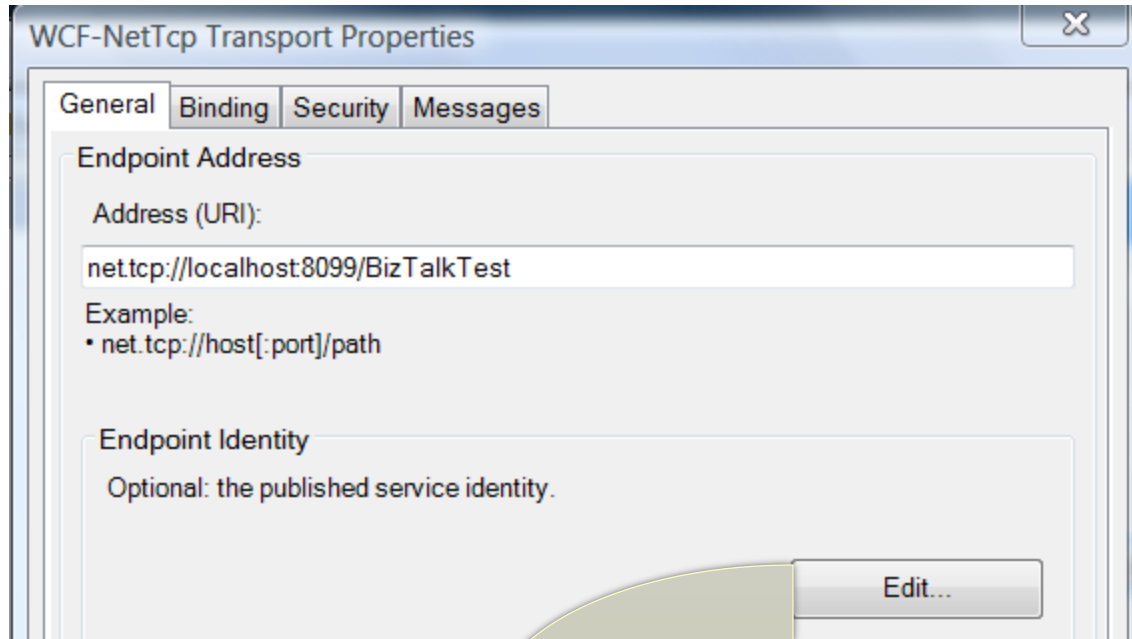 WCF-NetTcp Transport Properties
General Binding Security Messages
Endpoint Address
Address (URI):
net.tcp://localhost:8099/BizTalkTest
Example:
• net.tcp://host[:port]/path
Endpoint Identity
Optional: the published service identity.
Edit...